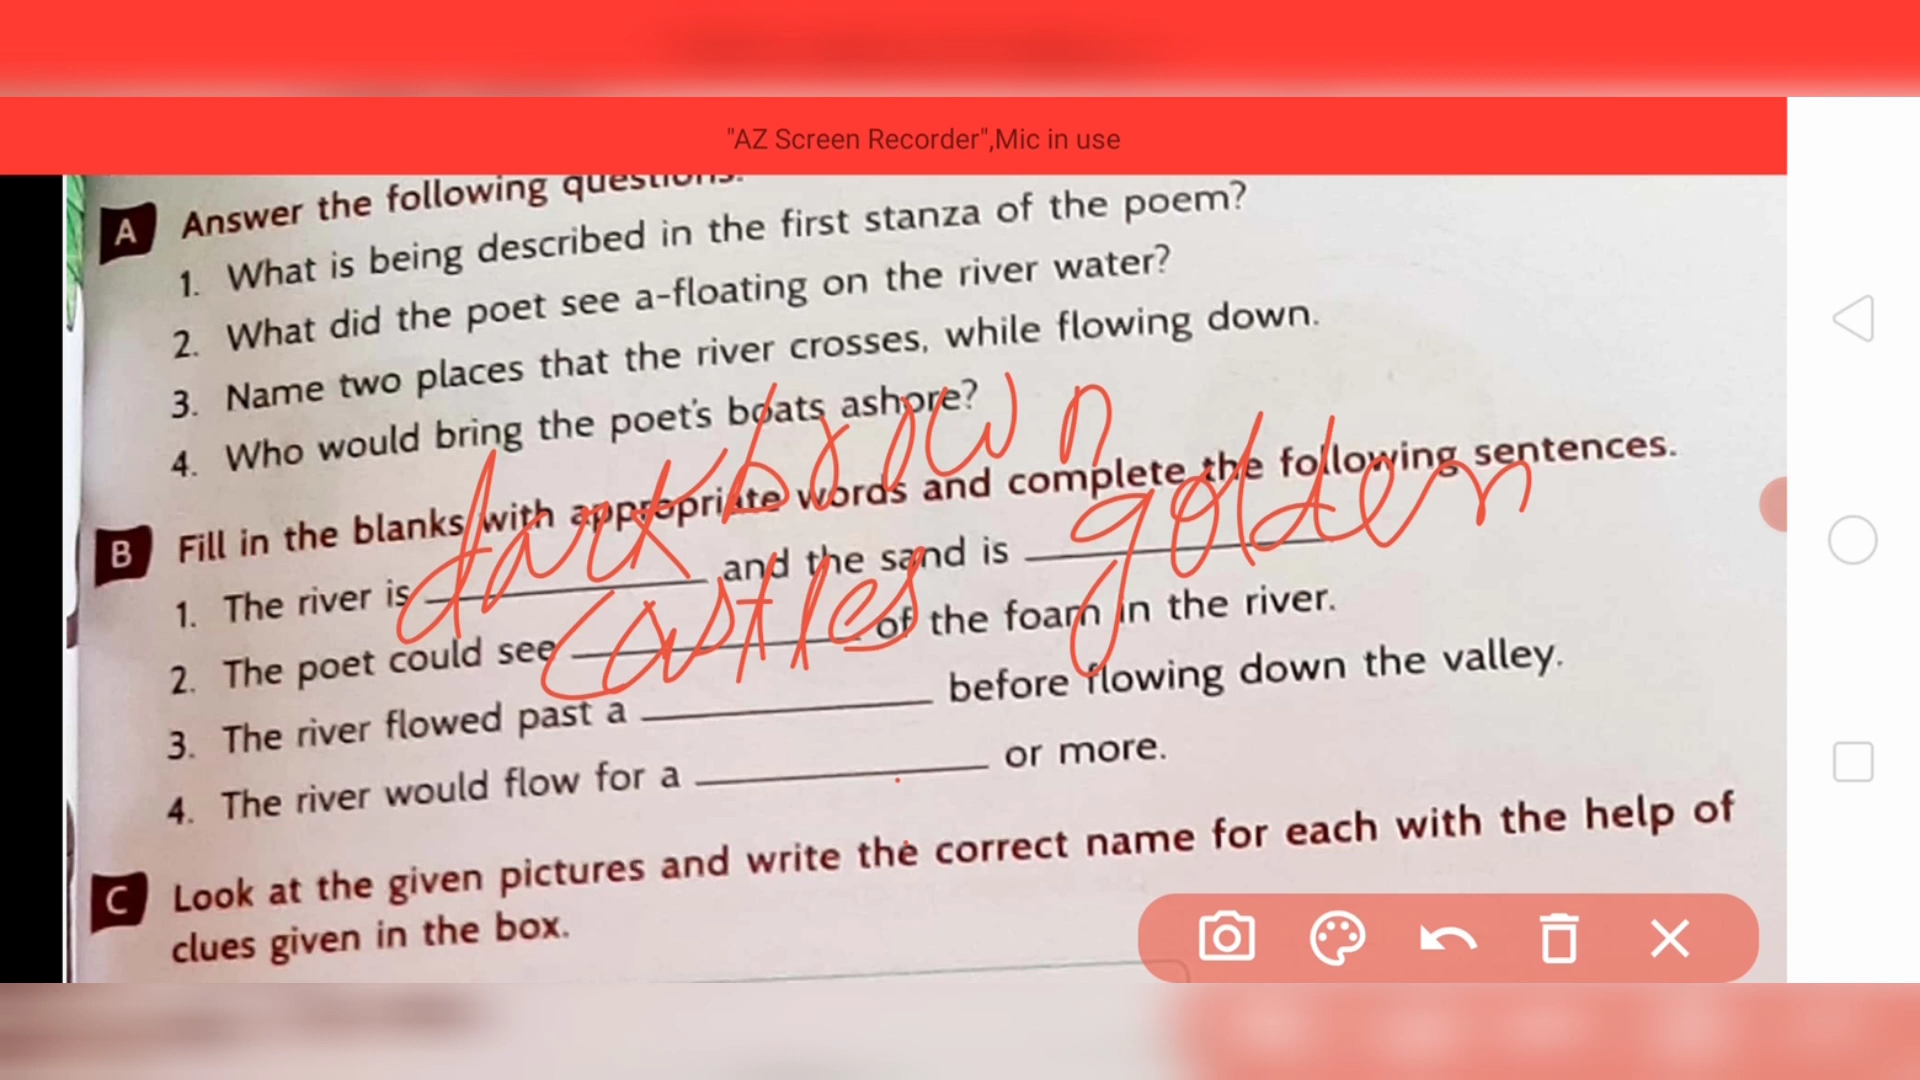 "AZ Screen Recorder",Mic in use
A Answer the following questions.
1. What is being described in the first stanza of the poem?
2. What did the poet see a-floating on the river water?
3. Name two places that the river crosses, while flowing down.
4. Who would bring the poet's boats ashore?
B Fill in the blanks with appropriate words and complete the following sentences.
1. The river is dark brown and the sand is golden
2. The poet could see castles of the foam in the river.
3. The river flowed past a before flowing down the valley.
4. The river would flow for a or more.
C Look at the given pictures and write the correct name for each with the help of
clues given in the box.